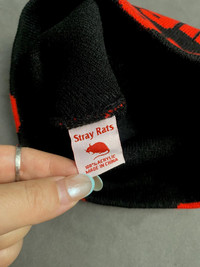 Stray Rats
100% ACRYLIC
MADE IN CHINA